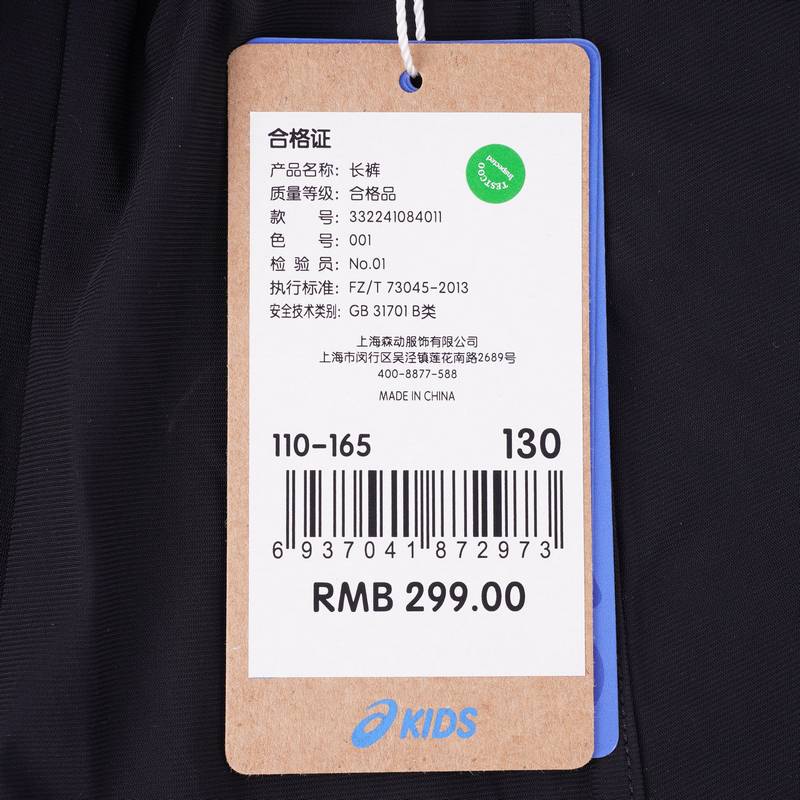 合格证
产品名称: 长裤
质量等级: 合格品
款 号: 332241084011
色 号: 001
检 验 员: No.01
执行标准: FZ/T 73045-2013
安全技术类别: GB 31701 B类
TESTCOO
Inspected
上海森动服饰有限公司
上海市闵行区吴泾镇莲花南路2689号
400-8877-588
MADE IN CHINA
110-165 130
6 937041 872973
RMB 299.00
KIDS